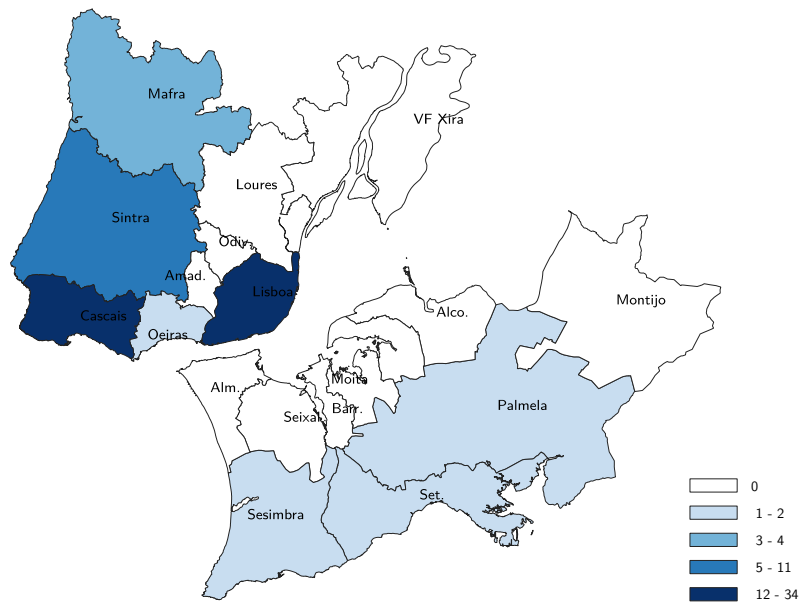 Mafra
VF Xira
Loures
Sintra
Odiv.
Amad.
Lisboa
Montijo
Cascais
Alco.
Oeiras
Moita
Alm.
Barr.
Palmela
Seixal
Set.
Sesimbra
0
1 - 2
3 - 4
5 - 11
12 - 34